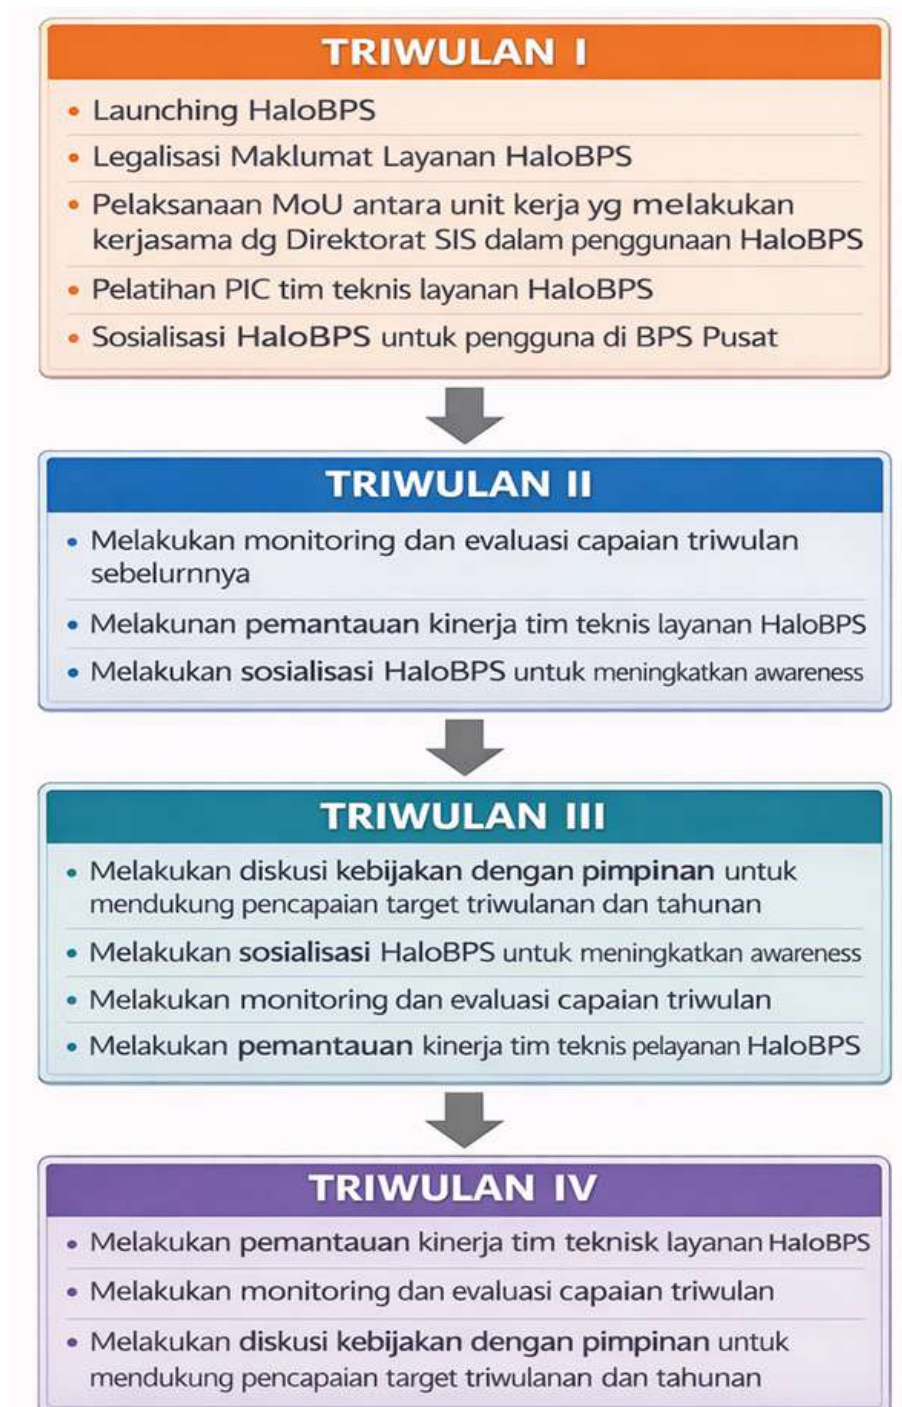 TRIWULAN I
• Launching HaloBPS
• Legalisasi Maklumat Layanan HaloBPS
• Pelaksanaan MoU antara unit kerja yg melakukan
kerjasama dg Direktorat SIS dalam penggunaan HaloBPS
• Pelatihan PIC tim teknis layanan HaloBPS
• Sosialisasi HaloBPS untuk pengguna di BPS Pusat
TRIWULAN II
• Melakukan monitoring dan evaluasi capaian triwulan
sebelurnnya
• Melakunan pemantauan kinerja tim teknis layanan HaloBPS
• Melakukan sosialisasi HaloBPS untuk meningkatkan awareness
TRIWULAN III
• Melakukan diskusi kebijakan dengan pimpinan untuk
mendukung pencapaian target triwulanan dan tahunan
• Melakukan sosialisasi HaloBPS untuk meningkatkan awareness
• Melakukan monitoring dan evaluasi capaian triwulan
• Melakukan pemantauan kinerja tim teknis pelayanan HaloBPS
TRIWULAN IV
• Melakukan pemantauan kinerja tim teknisk layanan HaloBPS
• Melakukan monitoring dan evaluasi capaian triwulan
• Melakukan diskusi kebijakan dengan pimpinan untuk
mendukung pencapaian target triwulanan dan tahunan